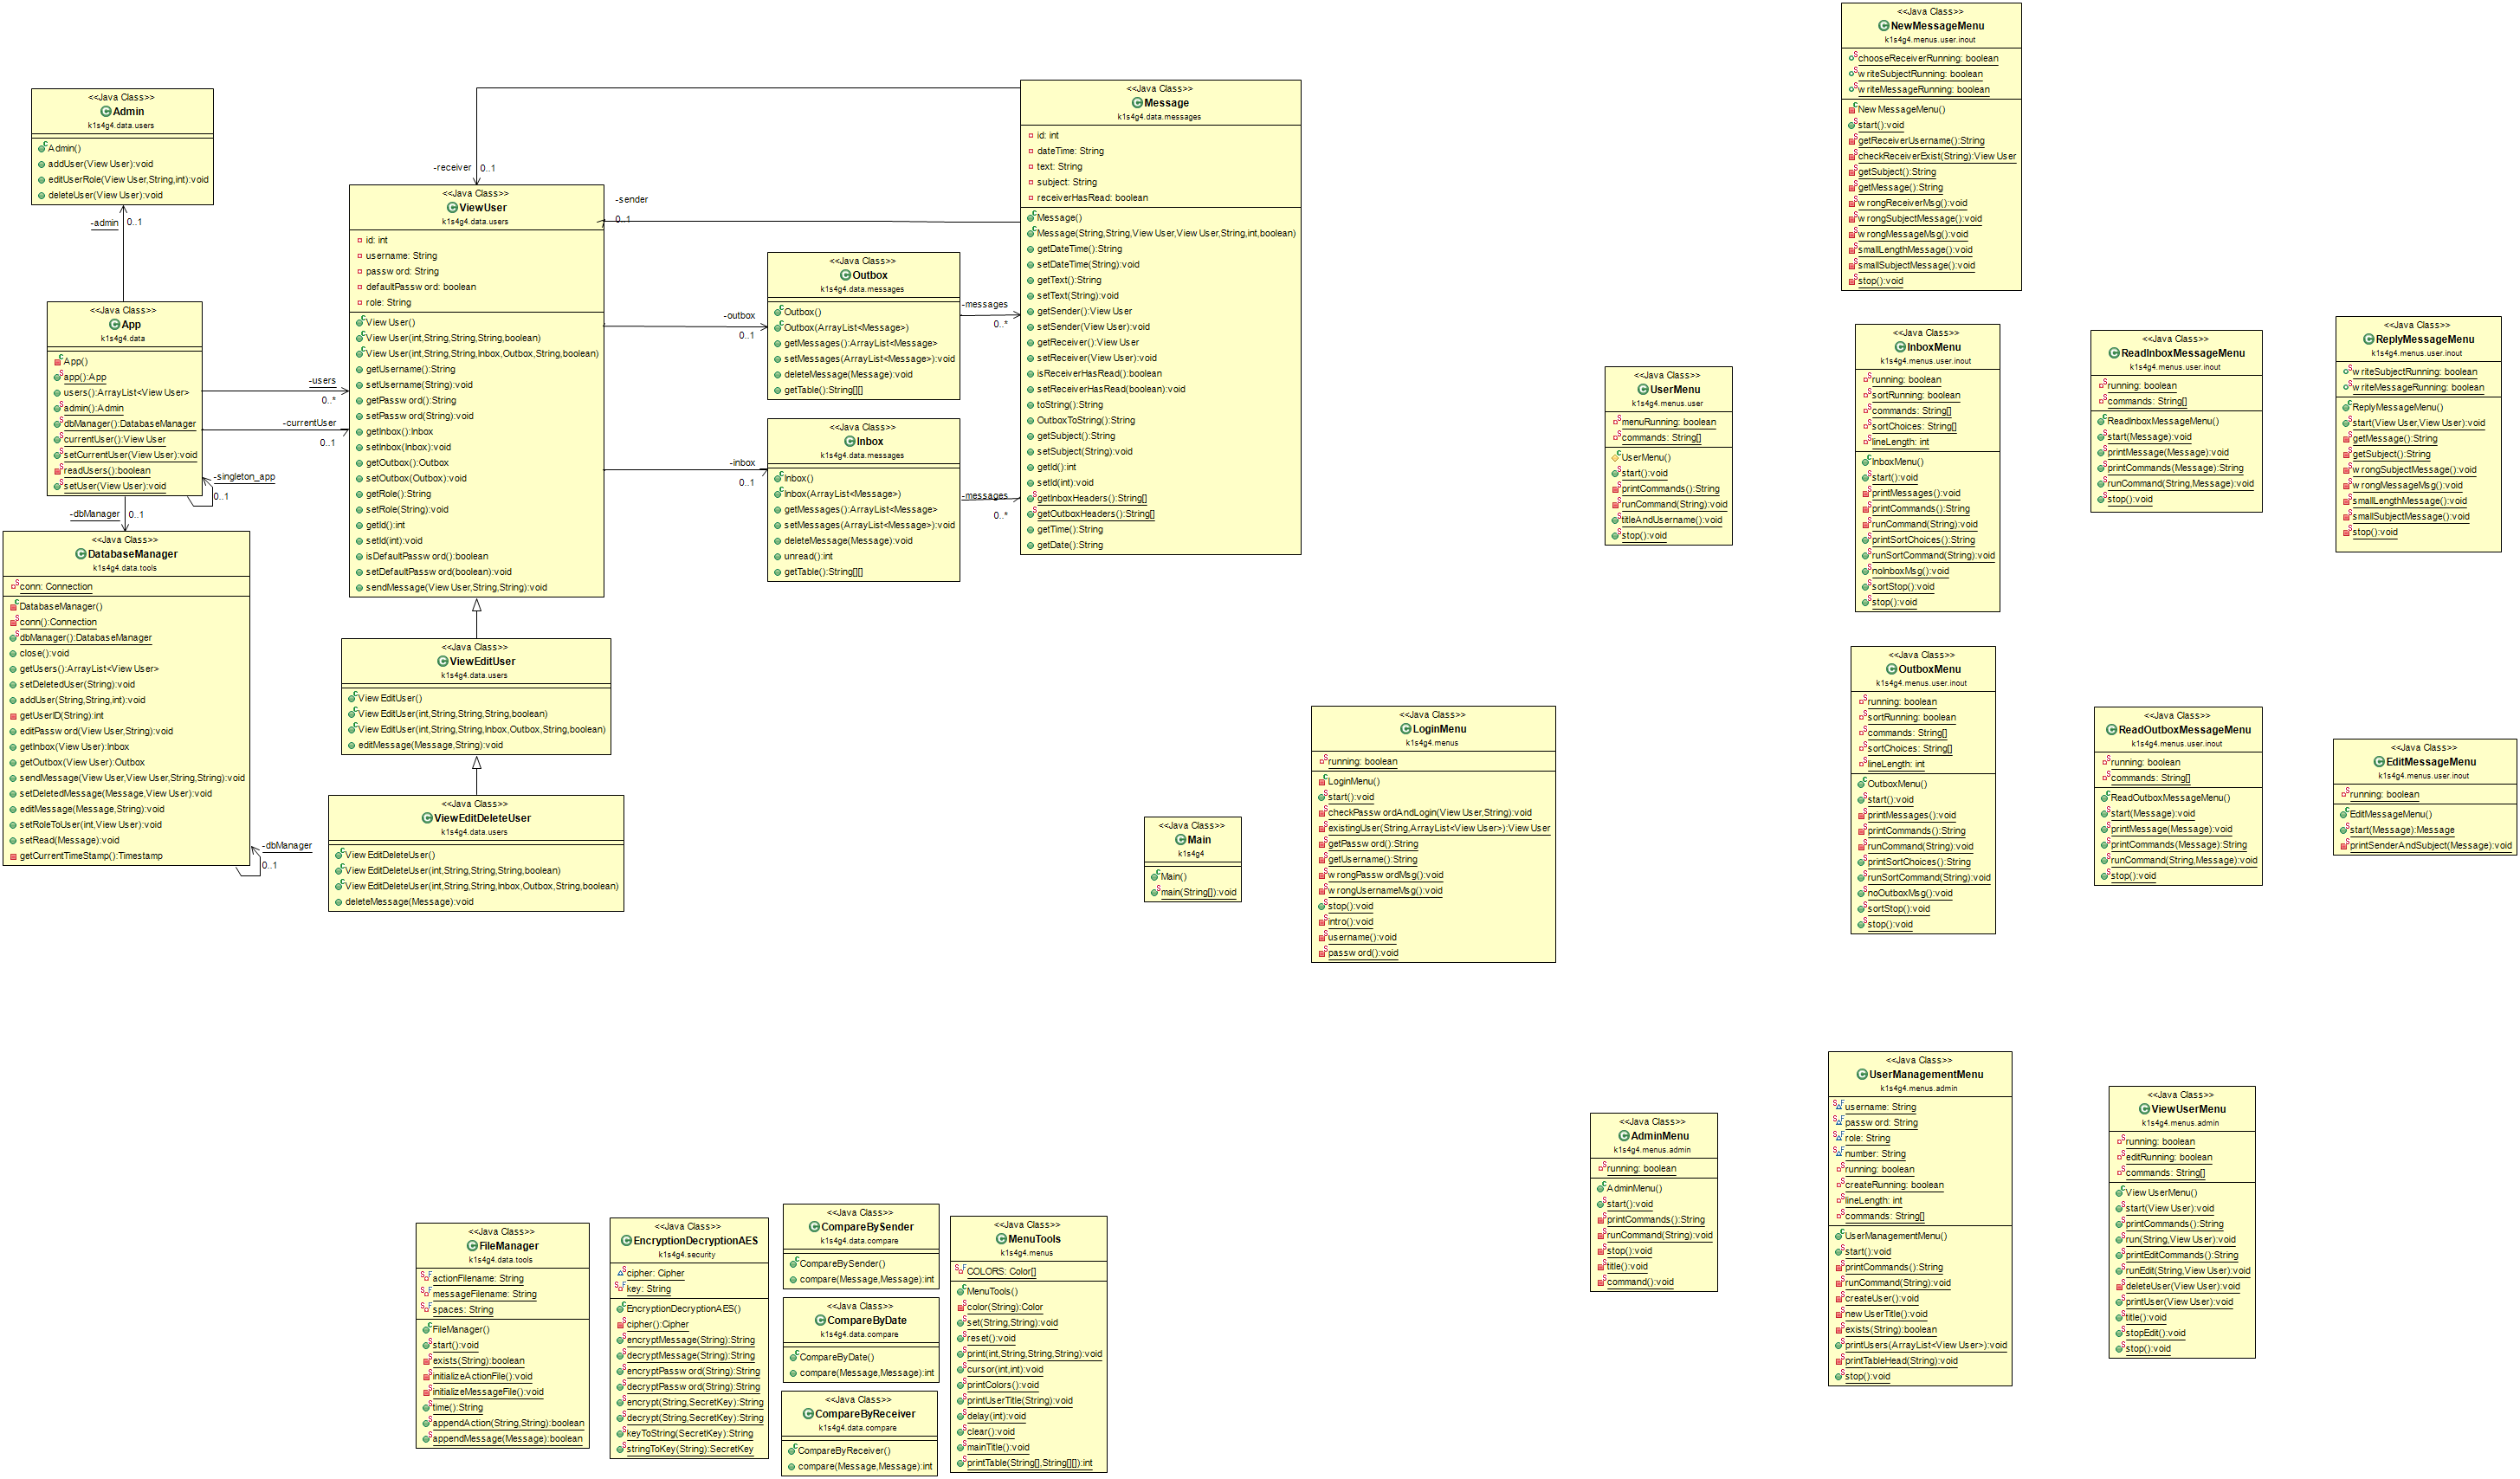 <<Java Class>>
Admin
k1s4g4.data.users
Admin()
addUser(ViewUser):void
editUserRole(ViewUser,String,int):void
deleteUser(ViewUser):void
-admin
0..1
<<Java Class>>
App
k1s4g4.data
App()
app():App
users():ArrayList<ViewUser>
admin():Admin
dbManager():DatabaseManager
currentUser():ViewUser
setCurrentUser(ViewUser):void
readUsers():boolean
setUser(ViewUser):void
-users
0..*
-currentUser
0..1
-singleton_app
0..1
-dbManager
0..1
<<Java Class>>
DatabaseManager
k1s4g4.data.tools
conn: Connection
DatabaseManager()
conn():Connection
dbManager():DatabaseManager
close():void
getUsers():ArrayList<ViewUser>
setDeletedUser(String):void
addUser(String,String,int):void
getUserID(String):int
editPassword(ViewUser,String):void
getInbox(ViewUser):Inbox
getOutbox(ViewUser):Outbox
sendMessage(ViewUser,ViewUser,String,String):void
setDeletedMessage(Message,ViewUser):void
editMessage(Message,String):void
setRoleToUser(int,ViewUser):void
setRead(Message):void
getCurrentTimeStamp():Timestamp
-dbManager
0..1
-receiver
0..1
<<Java Class>>
ViewUser
k1s4g4.data.users
id: int
username: String
password: String
defaultPassword: boolean
role: String
ViewUser()
ViewUser(int,String,String,String,boolean)
ViewUser(int,String,String,Inbox,Outbox,String,boolean)
getUsername():String
setUsername(String):void
getPassword():String
setPassword(String):void
getInbox():Inbox
setInbox(Inbox):void
getOutbox():Outbox
setOutbox(Outbox):void
getRole():String
setRole(String):void
getId():int
setId(int):void
isDefaultPassword():boolean
setDefaultPassword(boolean):void
sendMessage(ViewUser,String,String):void
-sender
0..1
-outbox
0..1
-inbox
0..1
<<Java Class>>
ViewEditUser
k1s4g4.data.users
ViewEditUser()
ViewEditUser(int,String,String,String,boolean)
ViewEditUser(int,String,String,Inbox,Outbox,String,boolean)
editMessage(Message,String):void
<<Java Class>>
ViewEditDeleteUser
k1s4g4.data.users
ViewEditDeleteUser()
ViewEditDeleteUser(int,String,String,String,boolean)
ViewEditDeleteUser(int,String,String,Inbox,Outbox,String,boolean)
deleteMessage(Message):void
<<Java Class>>
Outbox
k1s4g4.data.messages
Outbox()
Outbox(ArrayList<Message>)
getMessages():ArrayList<Message>
setMessages(ArrayList<Message>):void
deleteMessage(Message):void
getTable():String[][]
-messages
0..*
<<Java Class>>
Inbox
k1s4g4.data.messages
Inbox()
Inbox(ArrayList<Message>)
getMessages():ArrayList<Message>
setMessages(ArrayList<Message>):void
deleteMessage(Message):void
unread():int
getTable():String[][]
-messages
0..*
<<Java Class>>
Message
k1s4g4.data.messages
id: int
dateTime: String
text: String
subject: String
receiverHasRead: boolean
Message()
Message(String,String,ViewUser,ViewUser,String,int,boolean)
getDateTime():String
setDateTime(String):void
getText():String
setText(String):void
getSender():ViewUser
setSender(ViewUser):void
getReceiver():ViewUser
setReceiver(ViewUser):void
isReceiverHasRead():boolean
setReceiverHasRead(boolean):void
toString():String
OutboxToString():String
getSubject():String
setSubject(String):void
getId():int
setId(int):void
getInboxHeaders():String[]
getOutboxHeaders():String[]
getTime():String
getDate():String
<<Java Class>>
Main
k1s4g4
Main()
main(String[]):void
<<Java Class>>
LoginMenu
k1s4g4.menus
running: boolean
LoginMenu()
start():void
checkPasswordAndLogin(ViewUser,String):void
existingUser(String,ArrayList<ViewUser>):ViewUser
getPassword():String
getUsername():String
wrongPasswordMsg():void
wrongUsernameMsg():void
stop():void
intro():void
username():void
password():void
<<Java Class>>
UserMenu
k1s4g4.menus.user
menuRunning: boolean
commands: String[]
UserMenu()
start():void
printCommands():String
runCommand(String):void
titleAndUsername():void
stop():void
<<Java Class>>
NewMessageMenu
k1s4g4.menus.user.inout
chooseReceiverRunning: boolean
writeSubjectRunning: boolean
writeMessageRunning: boolean
NewMessageMenu()
start():void
getReceiverUsername():String
checkReceiverExist(String):ViewUser
getSubject():String
getMessage():String
wrongReceiverMsg():void
wrongSubjectMessage():void
wrongMessageMsg():void
smallLengthMessage():void
smallSubjectMessage():void
stop():void
<<Java Class>>
InboxMenu
k1s4g4.menus.user.inout
running: boolean
sortRunning: boolean
commands: String[]
sortChoices: String[]
lineLength: int
InboxMenu()
start():void
printMessages():void
printCommands():String
runCommand(String):void
printSortChoices():String
runSortCommand(String):void
noInboxMsg():void
sortStop():void
stop():void
<<Java Class>>
ReadInboxMessageMenu
k1s4g4.menus.user.inout
running: boolean
commands: String[]
ReadInboxMessageMenu()
start(Message):void
printMessage(Message):void
printCommands(Message):String
runCommand(String,Message):void
stop():void
<<Java Class>>
ReplyMessageMenu
k1s4g4.menus.user.inout
writeSubjectRunning: boolean
writeMessageRunning: boolean
ReplyMessageMenu()
start(ViewUser,ViewUser):void
getMessage():String
getSubject():String
wrongSubjectMessage():void
wrongMessageMsg():void
smallLengthMessage():void
smallSubjectMessage():void
stop():void
<<Java Class>>
OutboxMenu
k1s4g4.menus.user.inout
running: boolean
sortRunning: boolean
commands: String[]
sortChoices: String[]
lineLength: int
OutboxMenu()
start():void
printMessages():void
printCommands():String
runCommand(String):void
printSortChoices():String
runSortCommand(String):void
noOutboxMsg():void
sortStop():void
stop():void
<<Java Class>>
ReadOutboxMessageMenu
k1s4g4.menus.user.inout
running: boolean
commands: String[]
ReadOutboxMessageMenu()
start(Message):void
printMessage(Message):void
printCommands(Message):String
runCommand(String,Message):void
stop():void
<<Java Class>>
EditMessageMenu
k1s4g4.menus.user.inout
running: boolean
EditMessageMenu()
start(Message):Message
printSenderAndSubject(Message):void
<<Java Class>>
AdminMenu
k1s4g4.menus.admin
running: boolean
AdminMenu()
start():void
printCommands():String
runCommand(String):void
stop():void
title():void
command():void
<<Java Class>>
UserManagementMenu
k1s4g4.menus.admin
username: String
password: String
role: String
number: String
running: boolean
createRunning: boolean
lineLength: int
commands: String[]
UserManagementMenu()
start():void
printCommands():String
runCommand(String):void
createUser():void
newUserTitle():void
exists(String):boolean
printUsers(ArrayList<ViewUser>):void
printTableHead(String):void
stop():void
<<Java Class>>
ViewUserMenu
k1s4g4.menus.admin
running: boolean
editRunning: boolean
commands: String[]
ViewUserMenu()
start(ViewUser):void
printCommands():String
run(String,ViewUser):void
printEditCommands():String
runEdit(String,ViewUser):void
deleteUser(ViewUser):void
printUser(ViewUser):void
title():void
stopEdit():void
stop():void
<<Java Class>>
FileManager
k1s4g4.data.tools
actionFilename: String
messageFilename: String
spaces: String
FileManager()
start():void
exists(String):boolean
initializeActionFile():void
initializeMessageFile():void
time():String
appendAction(String,String):boolean
appendMessage(Message):boolean
<<Java Class>>
EncryptionDecryptionAES
k1s4g4.security
cipher: Cipher
key: String
EncryptionDecryptionAES()
cipher():Cipher
encryptMessage(String):String
decryptMessage(String):String
encryptPassword(String):String
decryptPassword(String):String
encrypt(String,SecretKey):String
decrypt(String,SecretKey):String
keyToString(SecretKey):String
stringToKey(String):SecretKey
<<Java Class>>
CompareBySender
k1s4g4.data.compare
CompareBySender()
compare(Message,Message):int
<<Java Class>>
CompareByDate
k1s4g4.data.compare
CompareByDate()
compare(Message,Message):int
<<Java Class>>
CompareByReceiver
k1s4g4.data.compare
CompareByReceiver()
compare(Message,Message):int
<<Java Class>>
MenuTools
k1s4g4.menus
COLORS: Color[]
MenuTools()
color(String):Color
set(String,String):void
reset():void
print(int,String,String,String):void
cursor(int,int):void
printColors():void
printUserTitle(String):void
delay(int):void
clear():void
mainTitle():void
printTable(String[],String[][]):int